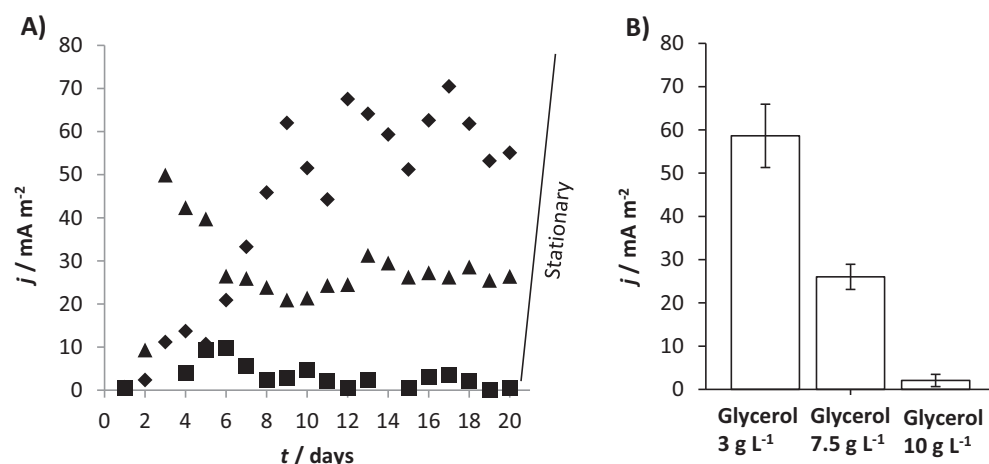 A)
80
70
60
50
40
30
20
10
0
j / mA m⁻²
0 2 4 6 8 10 12 14 16 18 20
t / days
Stationary
B)
80
70
60
50
40
30
20
10
0
j / mA m⁻²
Glycerol Glycerol Glycerol
3 g L⁻¹ 7.5 g L⁻¹ 10 g L⁻¹